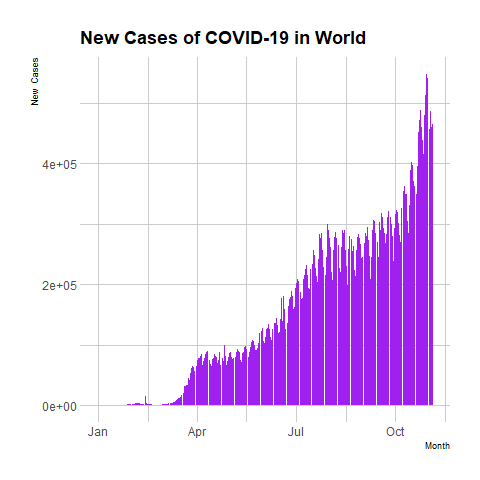 New Cases of COVID-19 in World
New Cases
4e+05
2e+05
0e+00
Jan Apr Jul Oct
Month